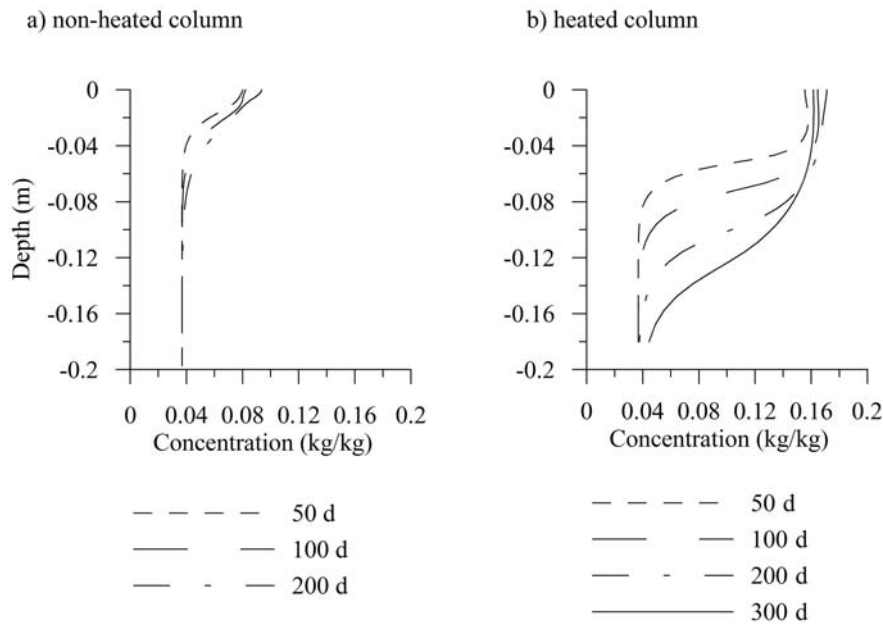 a) non-heated column
b) heated column
0
-0.04
-0.08
-0.12
-0.16
-0.2
Depth (m)
0 0.04 0.08 0.12 0.16 0.2
Concentration (kg/kg)
0
-0.04
-0.08
-0.12
-0.16
-0.2
0 0.04 0.08 0.12 0.16 0.2
Concentration (kg/kg)
50 d
100 d
200 d
50 d
100 d
200 d
300 d